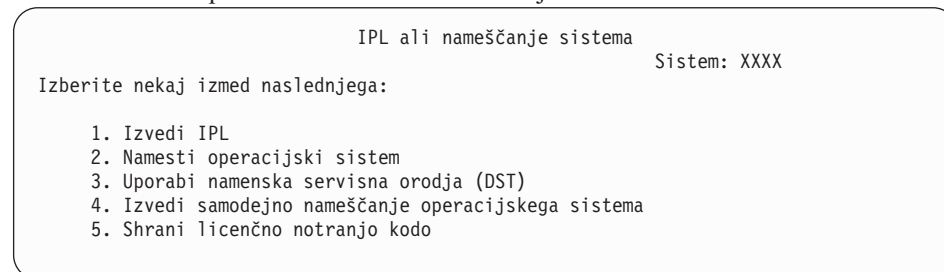 IPL ali nameščanje sistema
Sistem: XXXX
Izberite nekaj izmed naslednjega:
1. Izvedi IPL
2. Namesti operacijski sistem
3. Uporabi namenska servisna orodja (DST)
4. Izvedi samodejno nameščanje operacijskega sistema
5. Shrani licenčno notranjo kodo